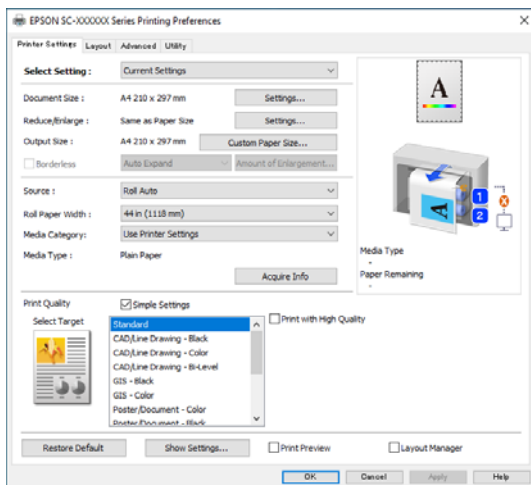 EPSON SC-XXXXXX Series Printing Preferences
Printer Settings Layout Advanced Utility
Select Setting : Current Settings
Document Size : A4 210 x 297 mm Settings...
Reduce/Enlarge : Same as Paper Size Settings...
Output Size : A4 210 x 297 mm Custom Paper Size...
Borderless Auto Expand Amount of Enlargement...
Source : Roll Auto
Roll Paper Width : 44 in (1118 mm)
Media Category: Use Printer Settings
Media Type : Plain Paper
Acquire Info
A
1
2
A
Media Type
-
Paper Remaining
-
Print Quality Simple Settings
Select Target
Standard
CAD/Line Drawing - Black
CAD/Line Drawing - Color
CAD/Line Drawing - Bi-Level
GIS - Black
GIS - Color
Poster/Document - Color
Poster/Document - Black
Print with High Quality
Restore Default Show Settings... Print Preview Layout Manager
OK Cancel Apply Help